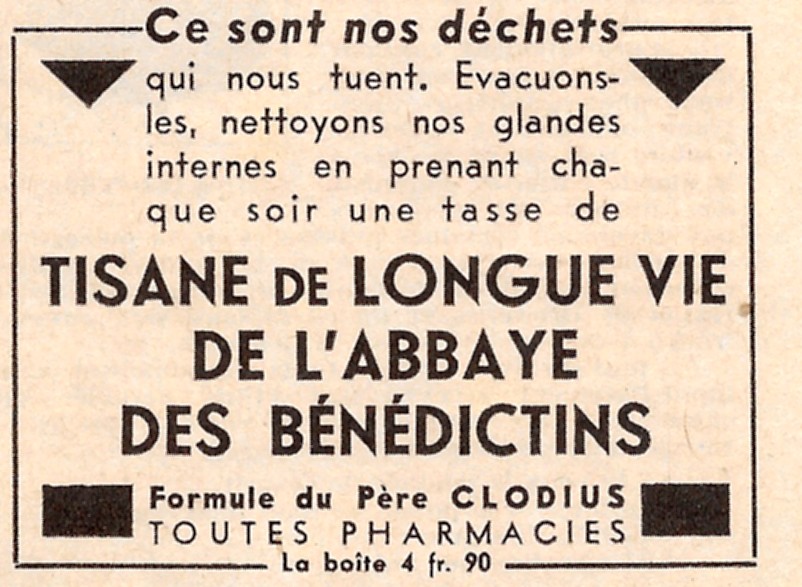 Ce sont nos déchets
qui nous tuent. Evacuons-
les, nettoyons nos glandes
internes en prenant cha-
que soir une tasse de
TISANE DE LONGUE VIE
DE L'ABBAYE
DES BÉNÉDICTINS
Formule du Père CLODIUS
TOUTES PHARMACIES
La boîte 4 fr. 90